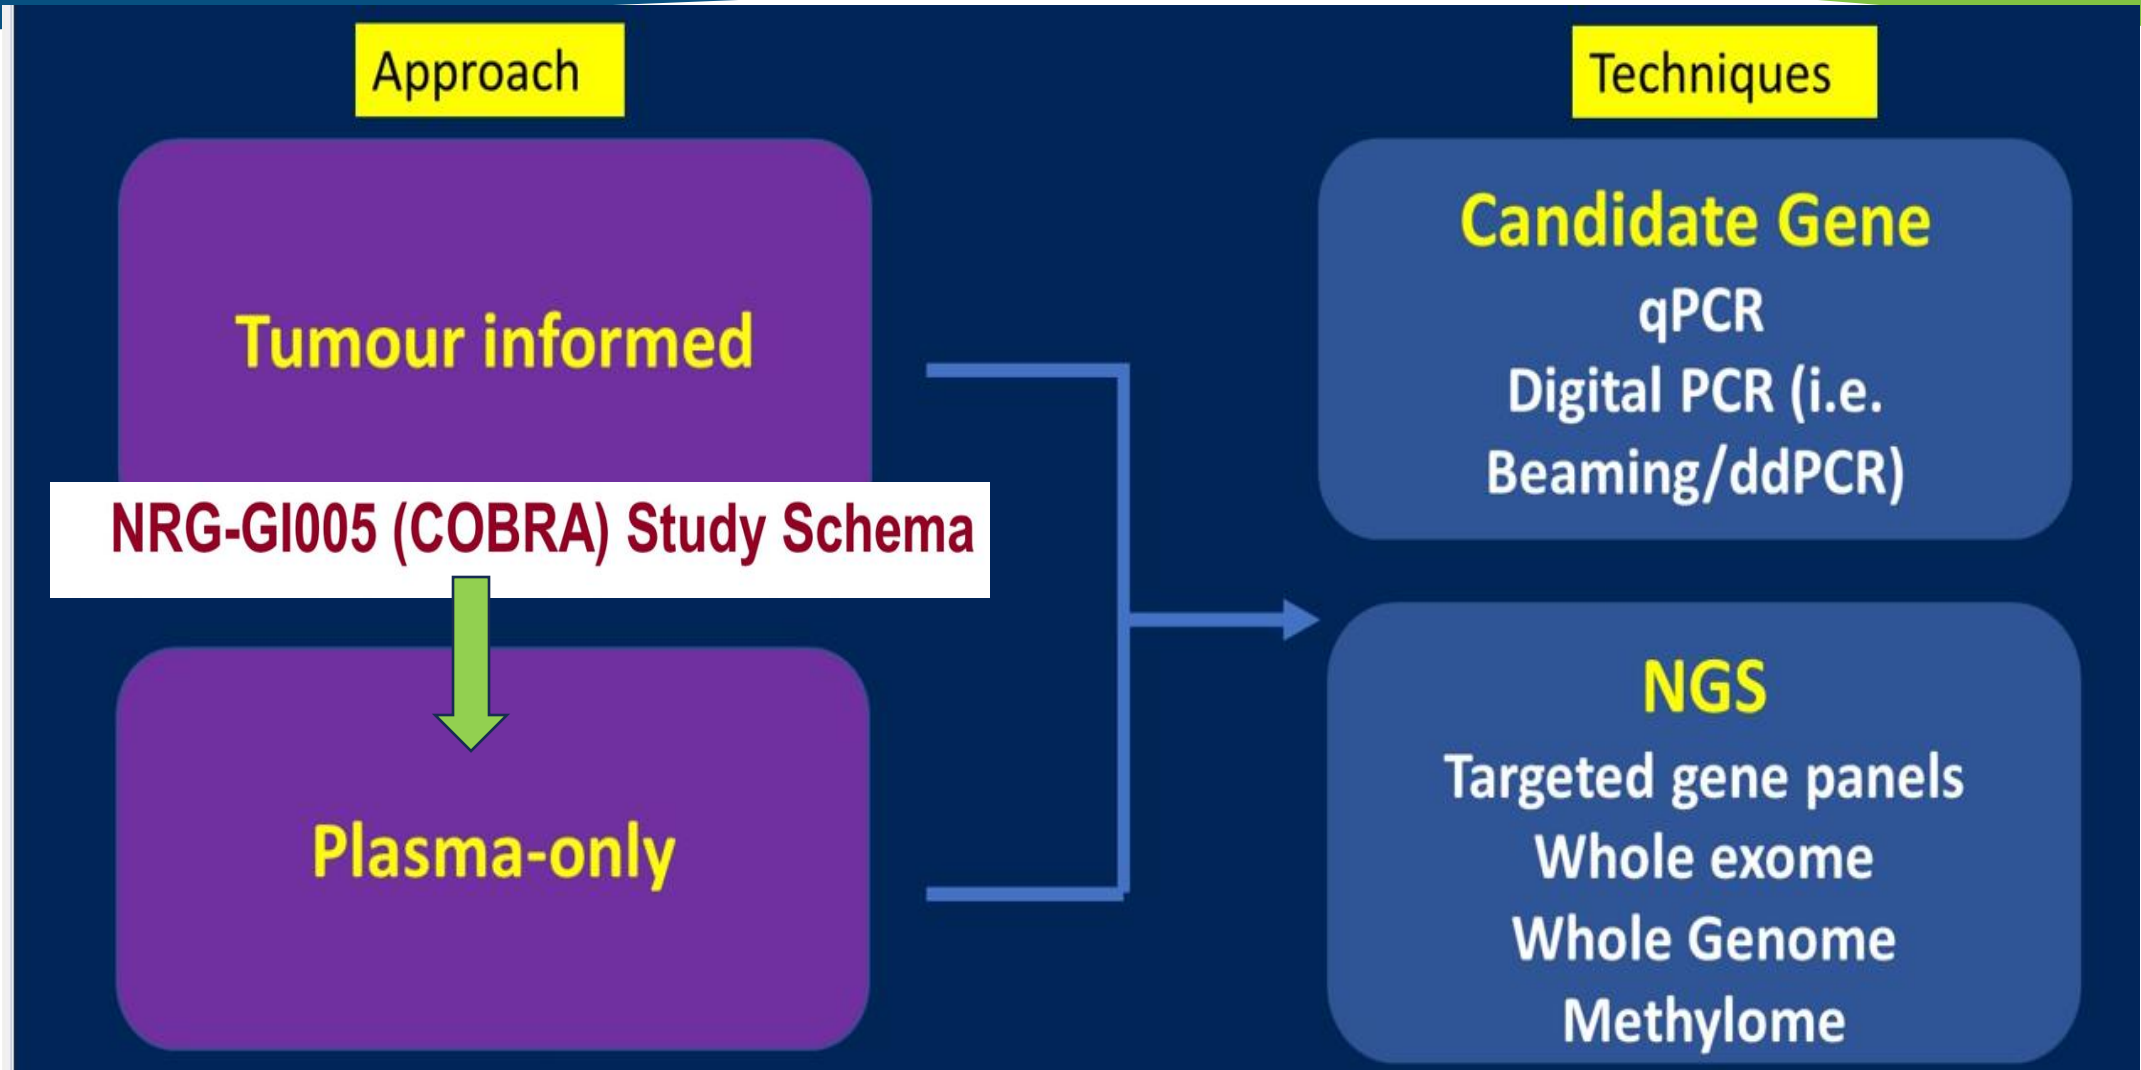 Approach
Tumour informed
NRG-GI005 (COBRA) Study Schema
Plasma-only
Techniques
Candidate Gene
qPCR
Digital PCR (i.e.
Beaming/ddPCR)
NGS
Targeted gene panels
Whole exome
Whole Genome
Methylome